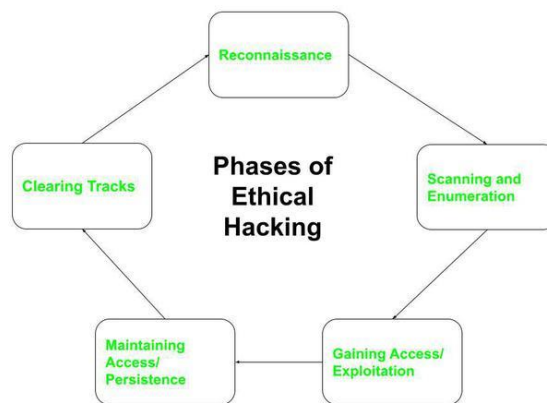 Reconnaissance
Clearing Tracks
Phases of
Ethical
Hacking
Scanning and
Enumeration
Maintaining
Access/
Persistence
Gaining Access/
Exploitation